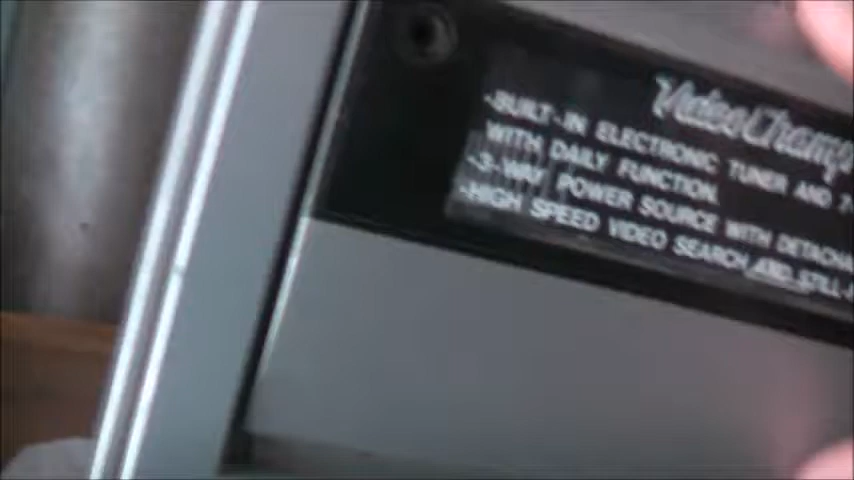 VideoChamp
-BUILT-IN ELECTRONIC TUNER AND 7-
WITH DAILY FUNCTION.
-3-WAY POWER SOURCE WITH DETACHA
-HIGH SPEED VIDEO SEARCH AND STILL-